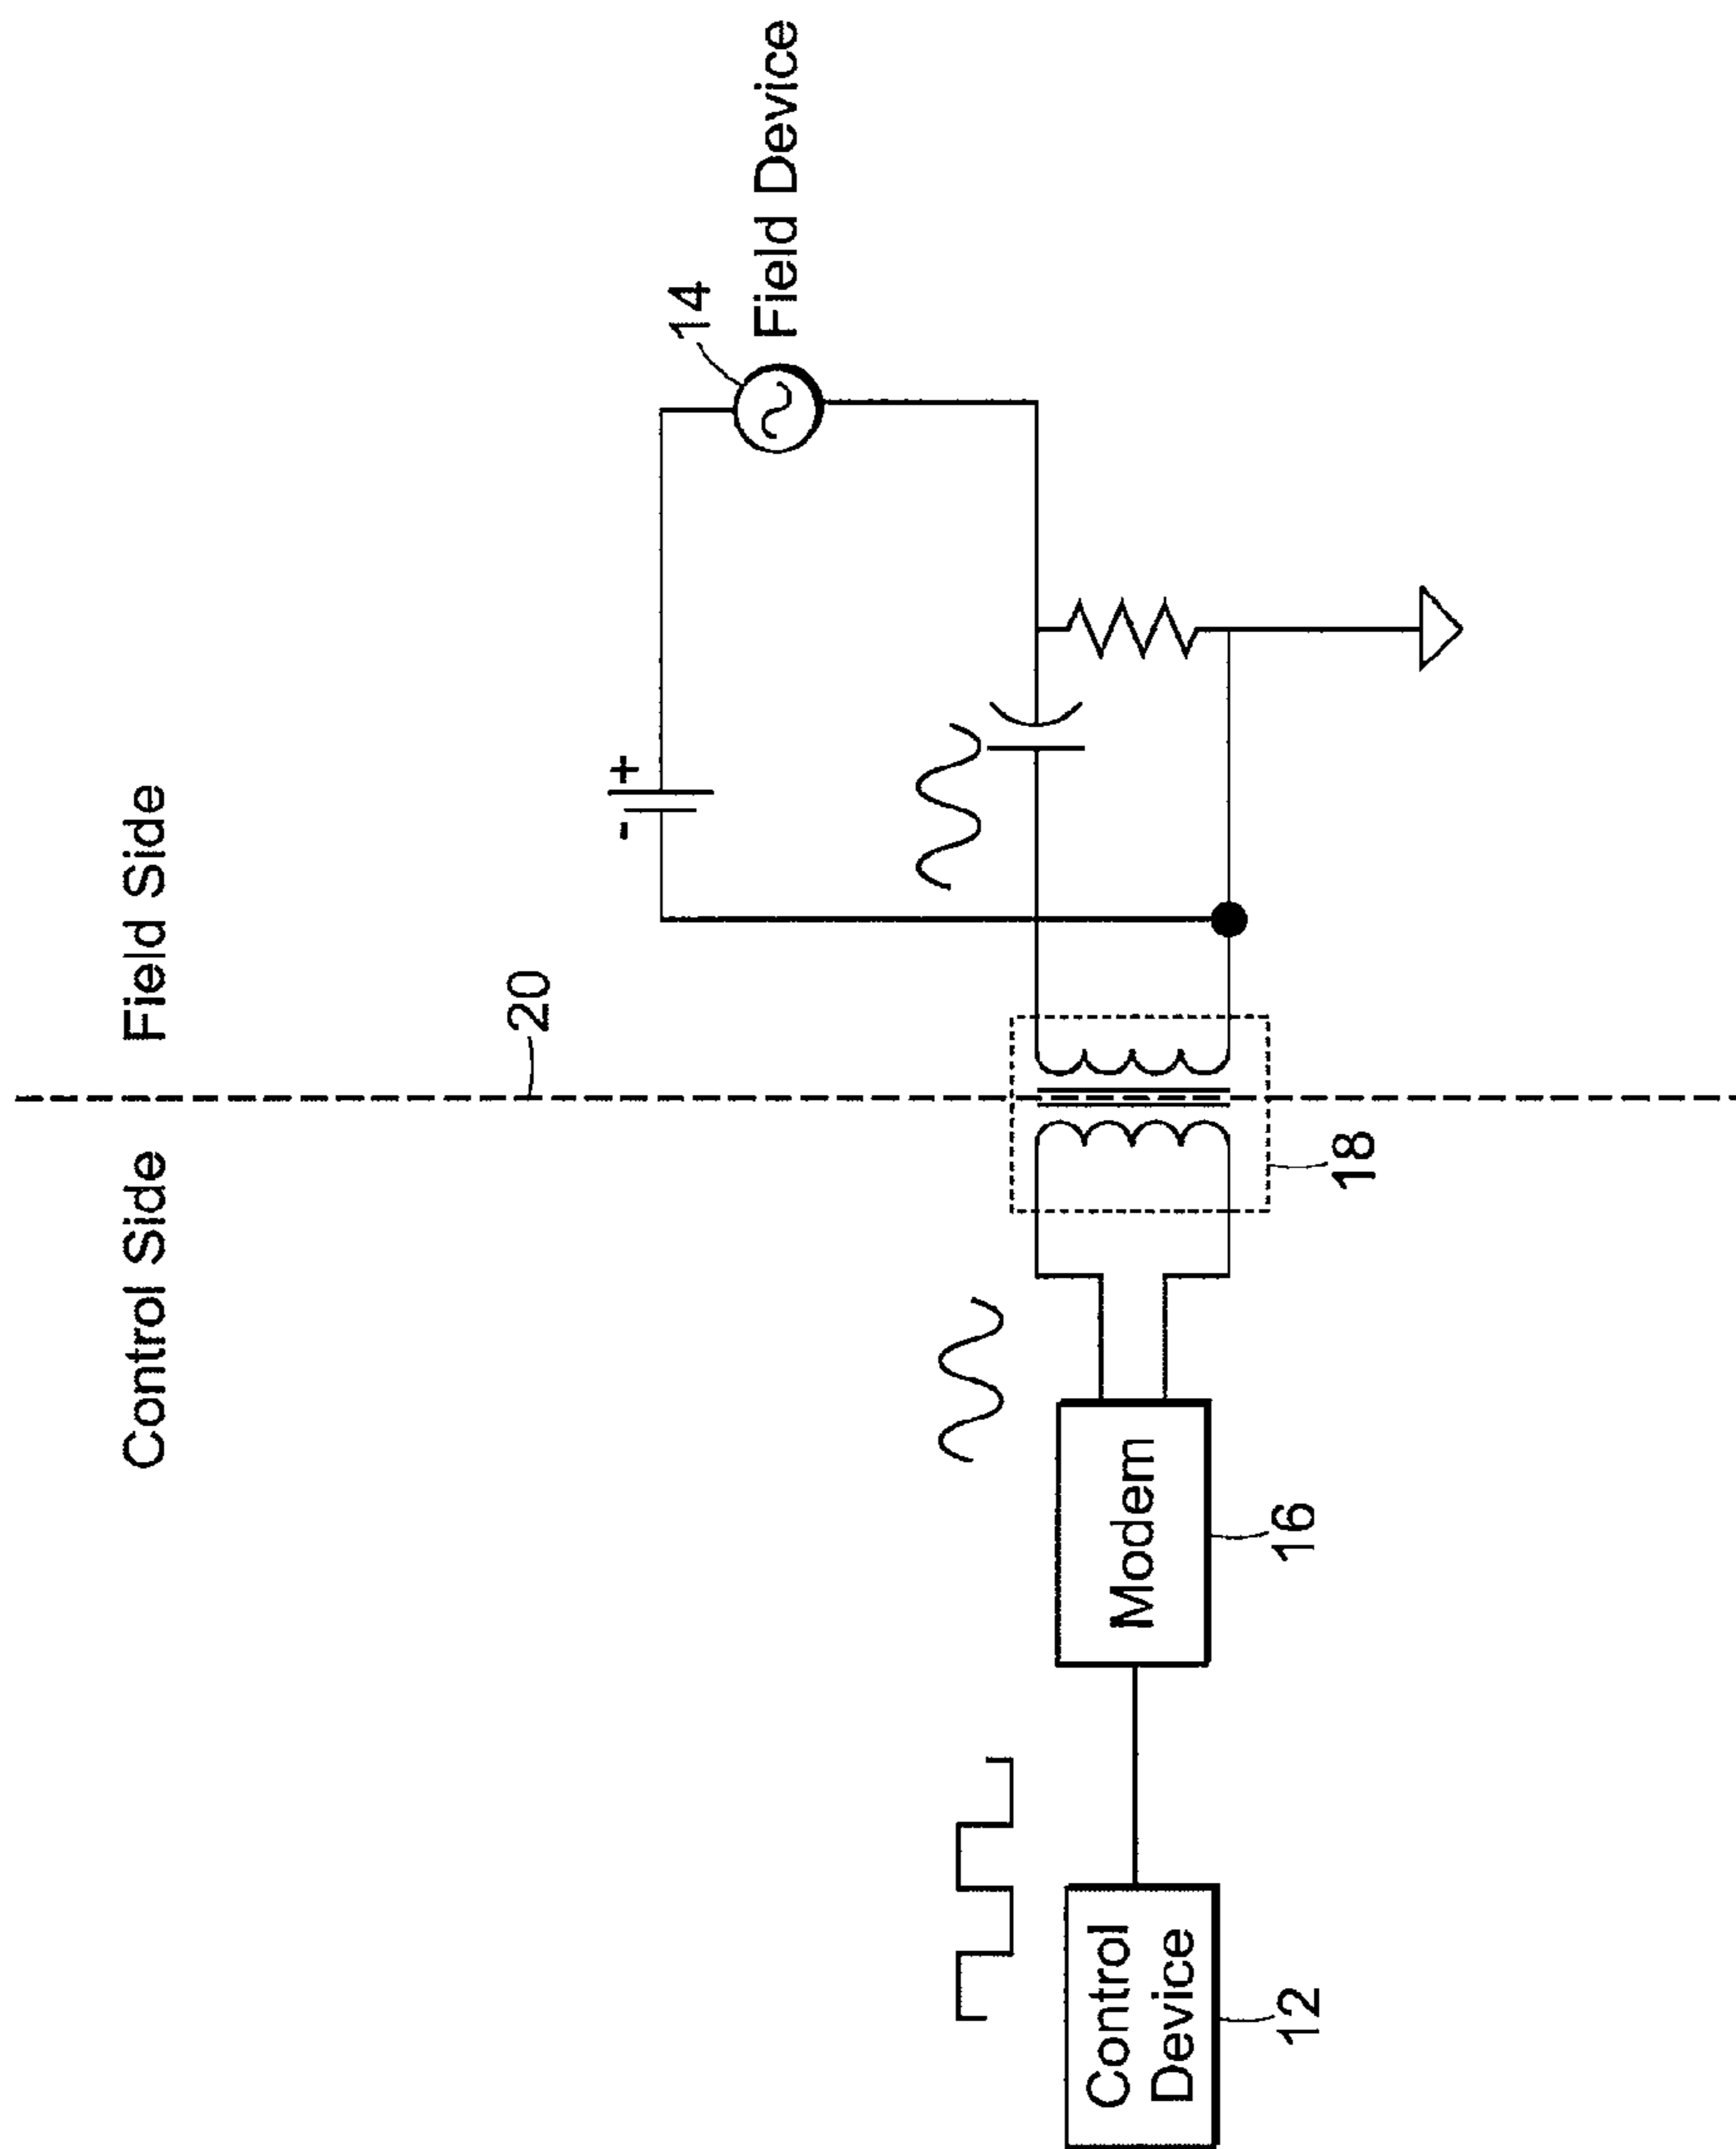 Control Side
Field Side
20
14
Field Device
- +
Control
Device
12
Modem
16
18